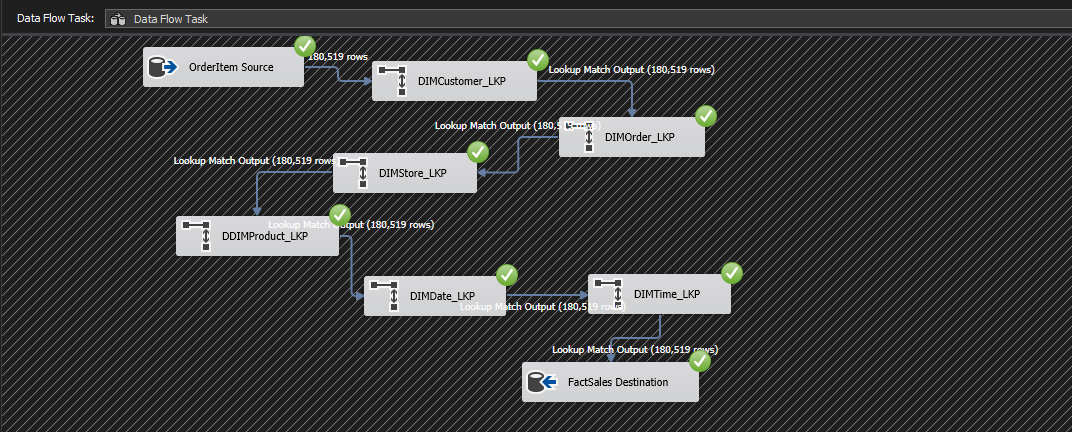 Data Flow Task: Data Flow Task
180,519 rows
OrderItem Source
DIMCustomer_LKP
Lookup Match Output (180,519 rows)
Lookup Match Output (180,519 rows)
DIMOrder_LKP
Lookup Match Output (180,519 rows)
DIMStore_LKP
Lookup Match Output (180,519 rows)
DDIMProduct_LKP
DIMDate_LKP
DIMTime_LKP
Lookup Match Output (180,519 rows)
Lookup Match Output (180,519 rows)
FactSales Destination